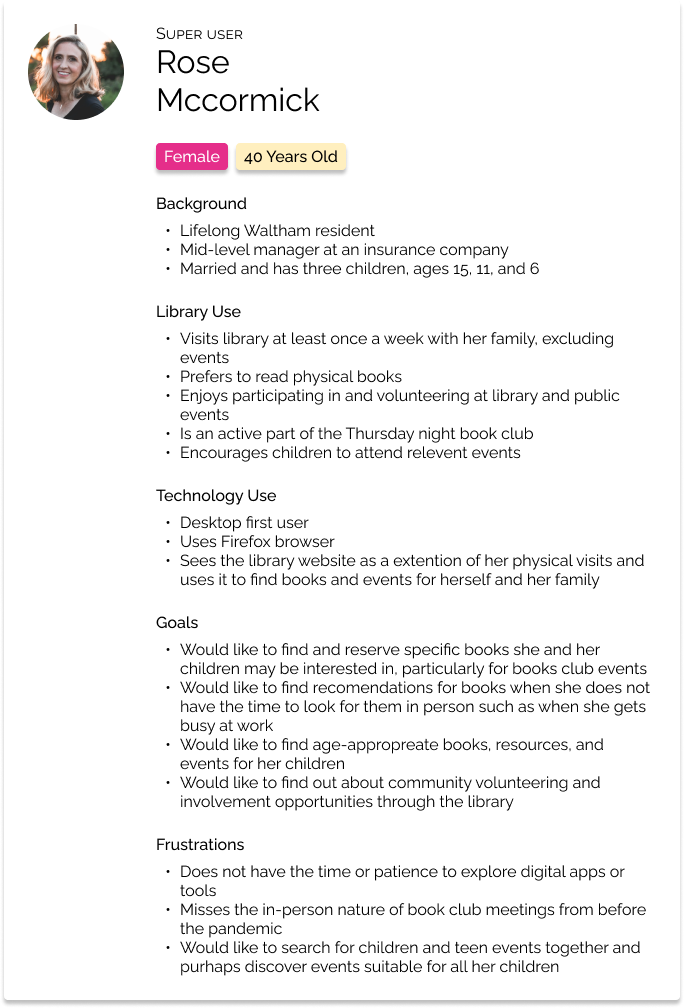 SUPER USER
Rose
Mccormick
Female
40 Years Old
Background
• Lifelong Waltham resident
• Mid-level manager at an insurance company
• Married and has three children, ages 15, 11, and 6
Library Use
• Visits library at least once a week with her family, excluding
events
• Prefers to read physical books
• Enjoys participating in and volunteering at library and public
events
• Is an active part of the Thursday night book club
• Encourages children to attend relevent events
Technology Use
• Desktop first user
• Uses Firefox browser
• Sees the library website as a extention of her physical visits and
uses it to find books and events for herself and her family
Goals
• Would like to find and reserve specific books she and her
children may be interested in, particularly for books club events
• Would like to find recomendations for books when she does not
have the time to look for them in person such as when she gets
busy at work
• Would like to find age-appropreate books, resources, and
events for her children
• Would like to find out about community volunteering and
involvement opportunities through the library
Frustrations
• Does not have the time or patience to explore digital apps or
tools
• Misses the in-person nature of book club meetings from before
the pandemic
• Would like to search for children and teen events together and
purhaps discover events suitable for all her children